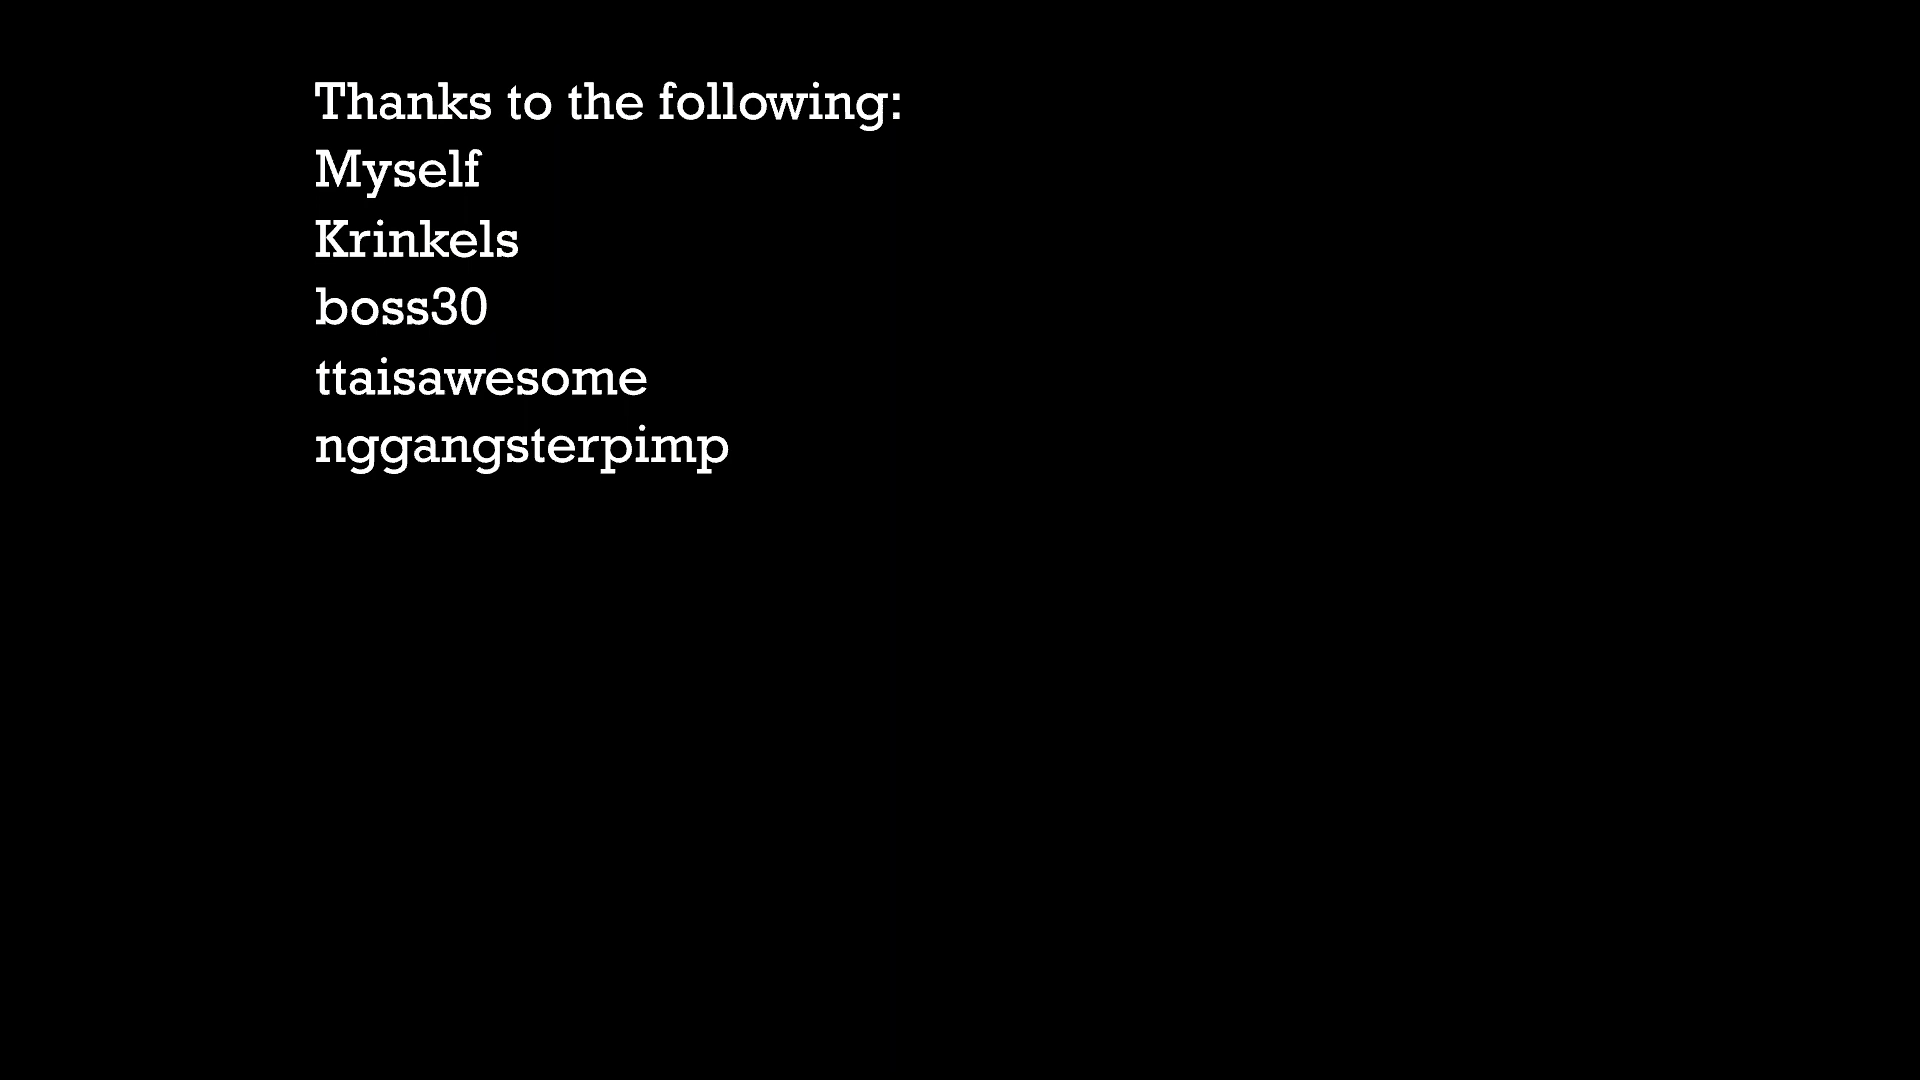 Thanks to the following:
Myself
Krinkels
boss30
ttaisawesome
nggangsterpimp